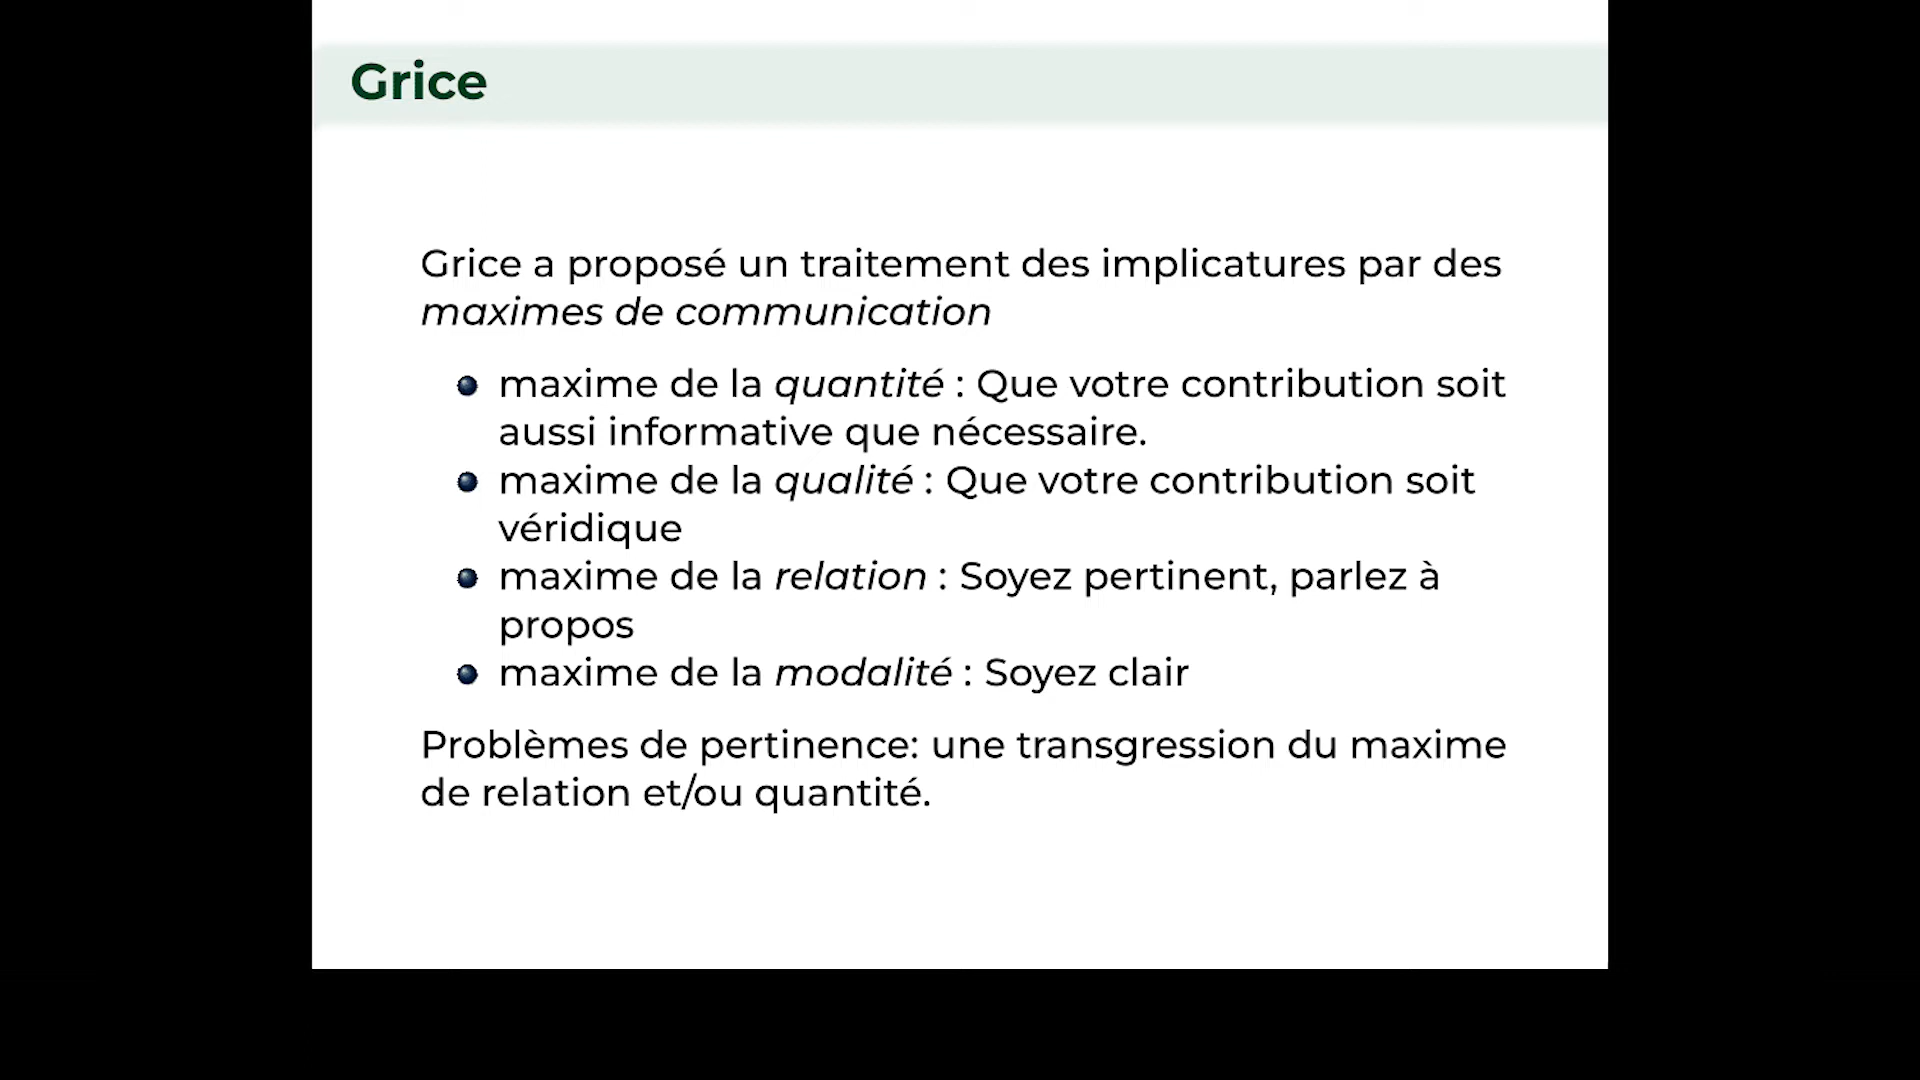 Grice
Grice a proposé un traitement des implicatures par des
maximes de communication
maxime de la quantité : Que votre contribution soit
aussi informative que nécessaire.
maxime de la qualité : Que votre contribution soit
véridique
maxime de la relation : Soyez pertinent, parlez à
propos
maxime de la modalité : Soyez clair
Problèmes de pertinence: une transgression du maxime
de relation et/ou quantité.